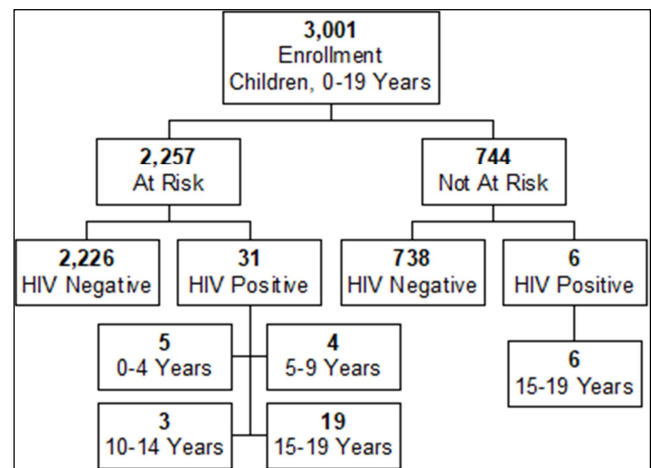 3,001
Enrollment
Children, 0-19 Years
2,257
At Risk
744
Not At Risk
2,226
HIV Negative
31
HIV Positive
738
HIV Negative
6
HIV Positive
5
0-4 Years
4
5-9 Years
6
15-19 Years
3
10-14 Years
19
15-19 Years